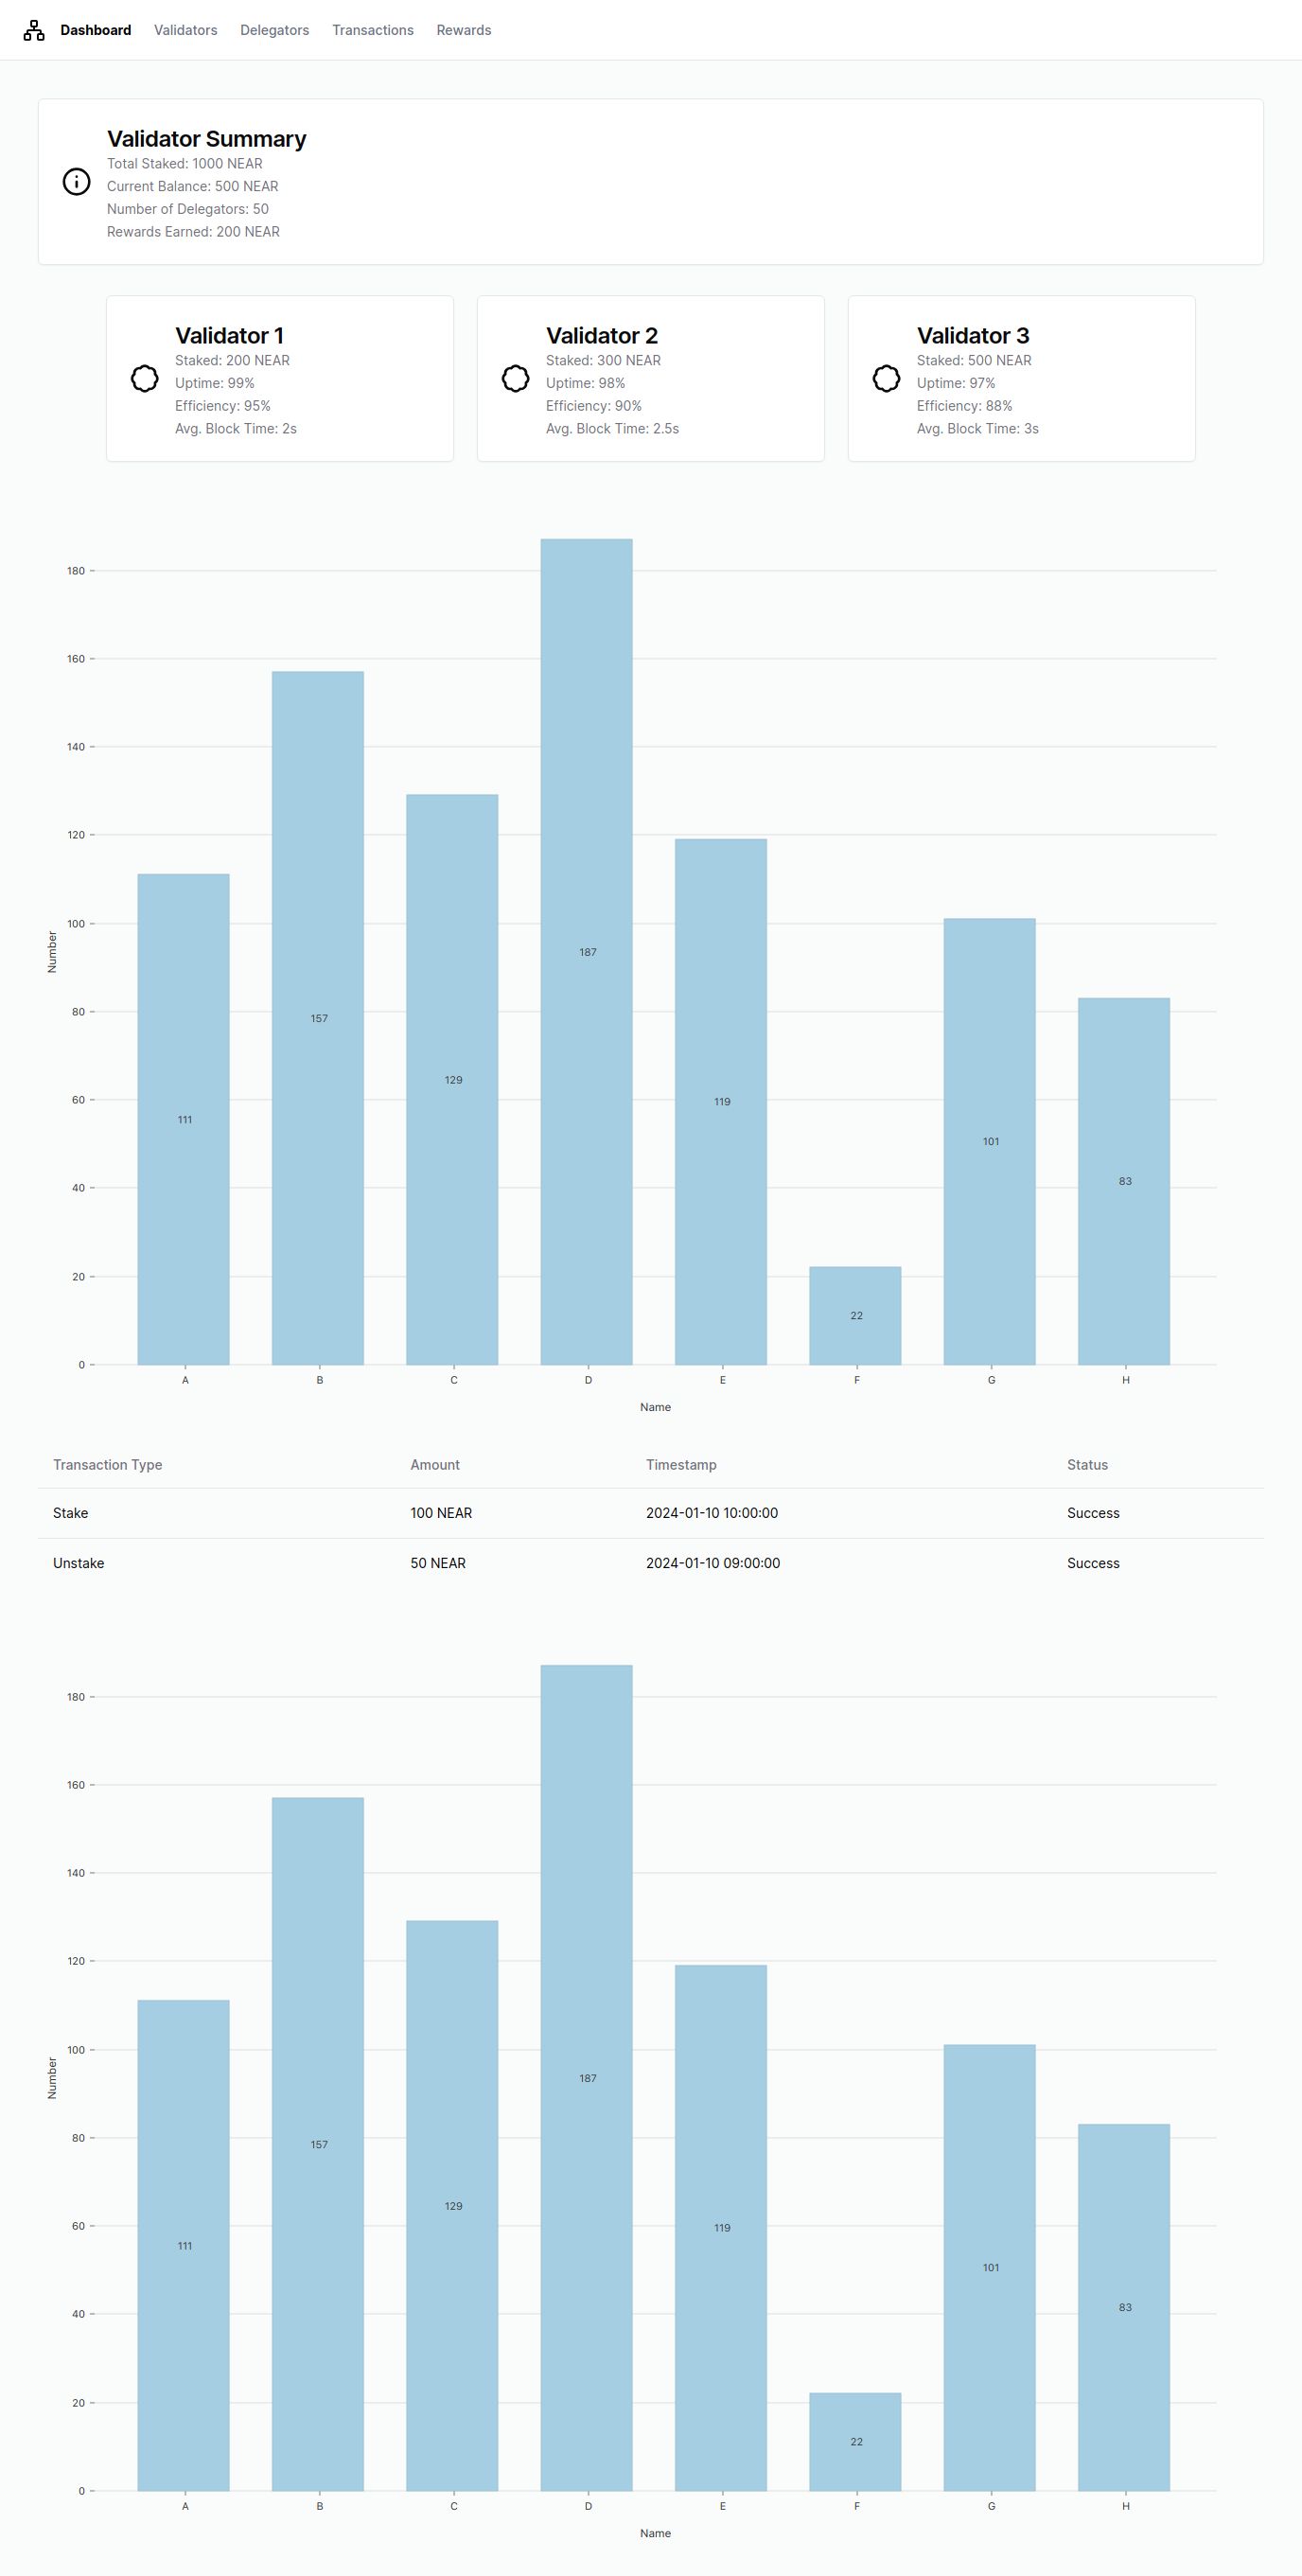 Dashboard Validators Delegators Transactions Rewards
Validator Summary
Total Staked: 1000 NEAR
Current Balance: 500 NEAR
Number of Delegators: 50
Rewards Earned: 200 NEAR
Validator 1
Staked: 200 NEAR
Uptime: 99%
Efficiency: 95%
Avg. Block Time: 2s
Validator 2
Staked: 300 NEAR
Uptime: 98%
Efficiency: 90%
Avg. Block Time: 2.5s
Validator 3
Staked: 500 NEAR
Uptime: 97%
Efficiency: 88%
Avg. Block Time: 3s
Number
180
160
140
120
100
80
60
40
20
0
111
157
129
187
119
22
101
83
A B C D E F G H
Name
Transaction Type Amount Timestamp Status
Stake 100 NEAR 2024-01-10 10:00:00 Success
Unstake 50 NEAR 2024-01-10 09:00:00 Success
Number
180
160
140
120
100
80
60
40
20
0
111
157
129
187
119
22
101
83
A B C D E F G H
Name